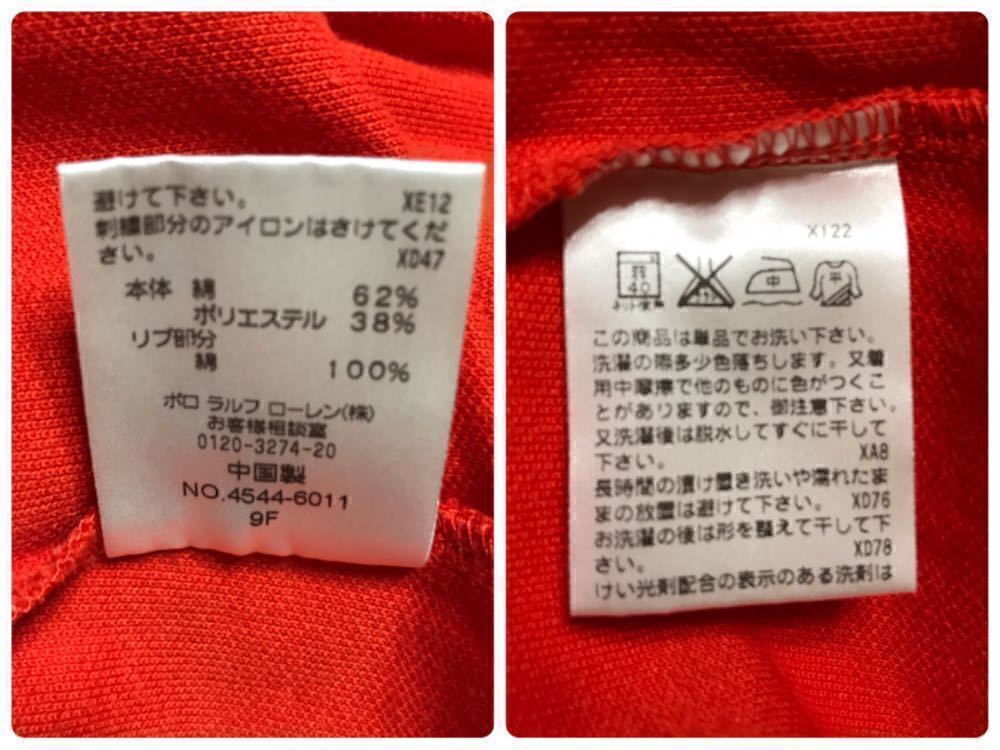 避けて下さい。 XE12
刺繍部分のアイロンはさけてくだ
さい。 XD47
本体 綿 62%
ポリエステル 38%
リブ部分
綿 100%
ポロ ラルフ ローレン(株)
お客様相談室
0120-3274-20
中国製
NO.4544-6011
9F
X122
40
ネット使用
中
平
この商品は単品でお洗い下さい。
洗濯の際多少色落ちします。又着
用中摩擦で他のものに色がつくこ
とがありますので、御注意下さい。
又洗濯後は脱水してすぐに干して
下さい。 XA8
長時間の漬け置き洗いや濡れたま
まの放置は避けて下さい。 XD76
お洗濯の後は形を整えて干して下
さい。 XD78
けい光剤配合の表示のある洗剤は